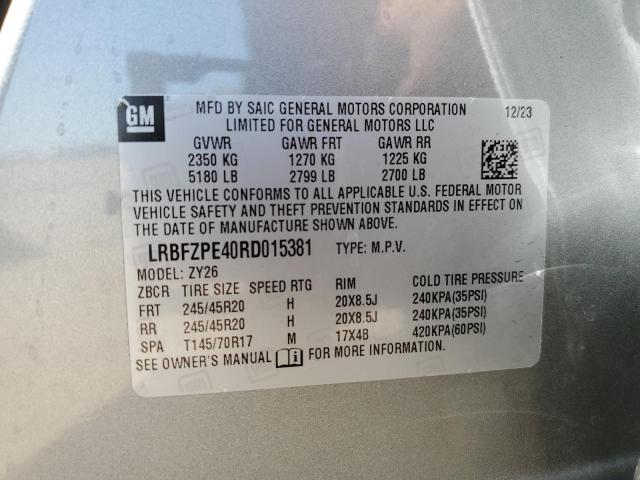 GM
MFD BY SAIC GENERAL MOTORS CORPORATION 12/23
LIMITED FOR GENERAL MOTORS LLC
GVWR GAWR FRT GAWR RR
2350 KG 1270 KG 1225 KG
5180 LB 2799 LB 2700 LB
THIS VEHICLE CONFORMS TO ALL APPLICABLE U.S. FEDERAL MOTOR
VEHICLE SAFETY AND THEFT PREVENTION STANDARDS IN EFFECT ON
THE DATE OF MANUFACTURE SHOWN ABOVE.
LRBFZPE40RD015381 TYPE: M.P.V.
MODEL: ZY26
ZBCR TIRE SIZE SPEED RTG RIM COLD TIRE PRESSURE
FRT 245/45R20 H 20X8.5J 240KPA(35PSI)
RR 245/45R20 H 20X8.5J 240KPA(35PSI)
SPA T145/70R17 M 17X4B 420KPA(60PSI)
SEE OWNER'S MANUAL FOR MORE INFORMATION